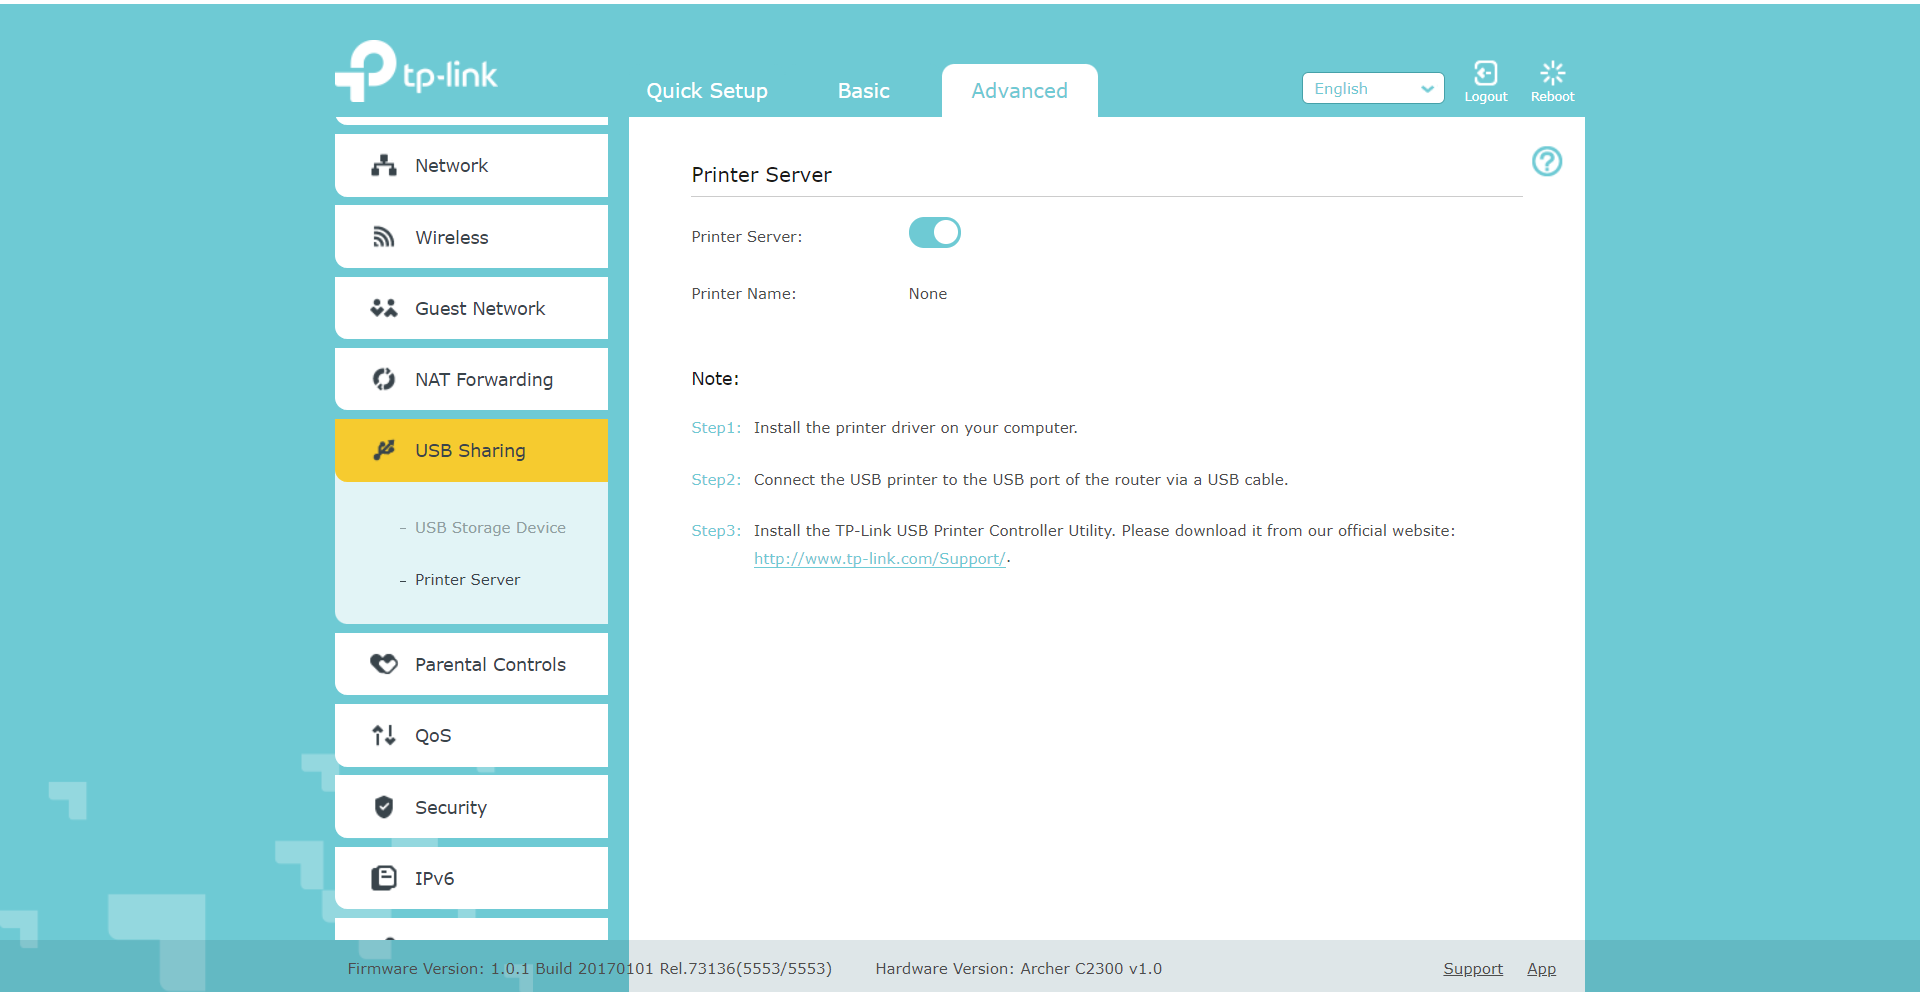 tp-link
Quick Setup
Basic
Advanced
English
Logout
Reboot
Network
Wireless
Guest Network
NAT Forwarding
USB Sharing
– USB Storage Device
– Printer Server
Parental Controls
QoS
Security
IPv6
Printer Server
Printer Server:
Printer Name: None
Note:
Step1: Install the printer driver on your computer.
Step2: Connect the USB printer to the USB port of the router via a USB cable.
Step3: Install the TP-Link USB Printer Controller Utility. Please download it from our official website:
http://www.tp-link.com/Support/.
Firmware Version: 1.0.1 Build 20170101 Rel.73136(5553/5553) Hardware Version: Archer C2300 v1.0 Support App